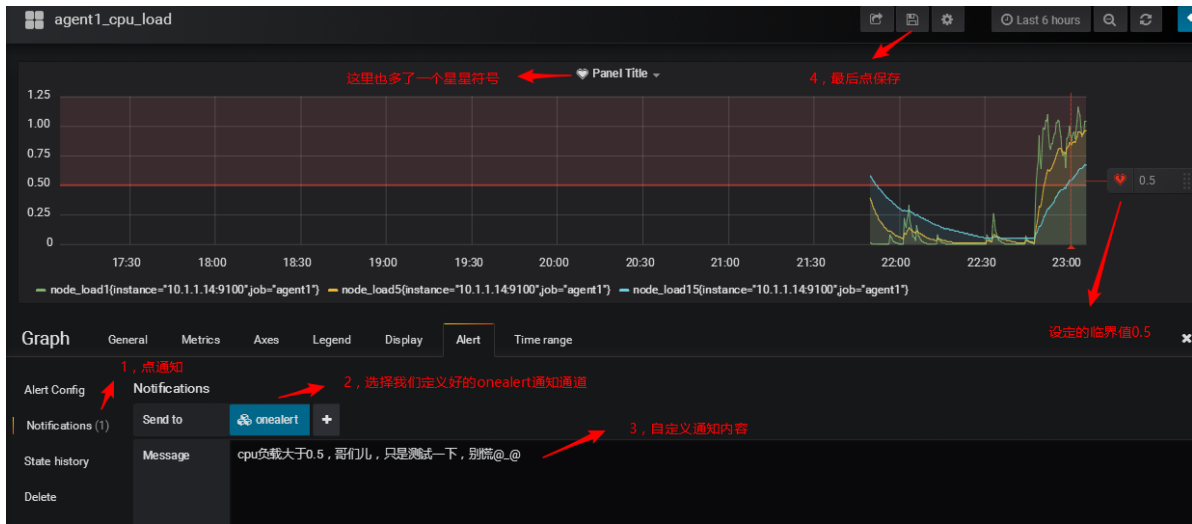 agent1_cpu_load
Last 6 hours
这里也多了一个星星符号
Panel Title
4，最后点保存
1.25
1.00
0.75
0.50
0.25
0
0.5
17:30 18:00 18:30 19:00 19:30 20:00 20:30 21:00 21:30 22:00 22:30 23:00
node_load1{instance="10.1.1.14:9100",job="agent1"} node_load5{instance="10.1.1.14:9100",job="agent1"} node_load15{instance="10.1.1.14:9100",job="agent1"}
设定的临界值0.5
Graph General Metrics Axes Legend Display Alert Time range
1，点通知
Alert Config
Notifications
2，选择我们定义好的onealert通知通道
Notifications (1)
Send to
onealert
3，自定义通知内容
State history
Message
cpu负载大于0.5，哥们儿，只是测试一下，别慌@_@
Delete